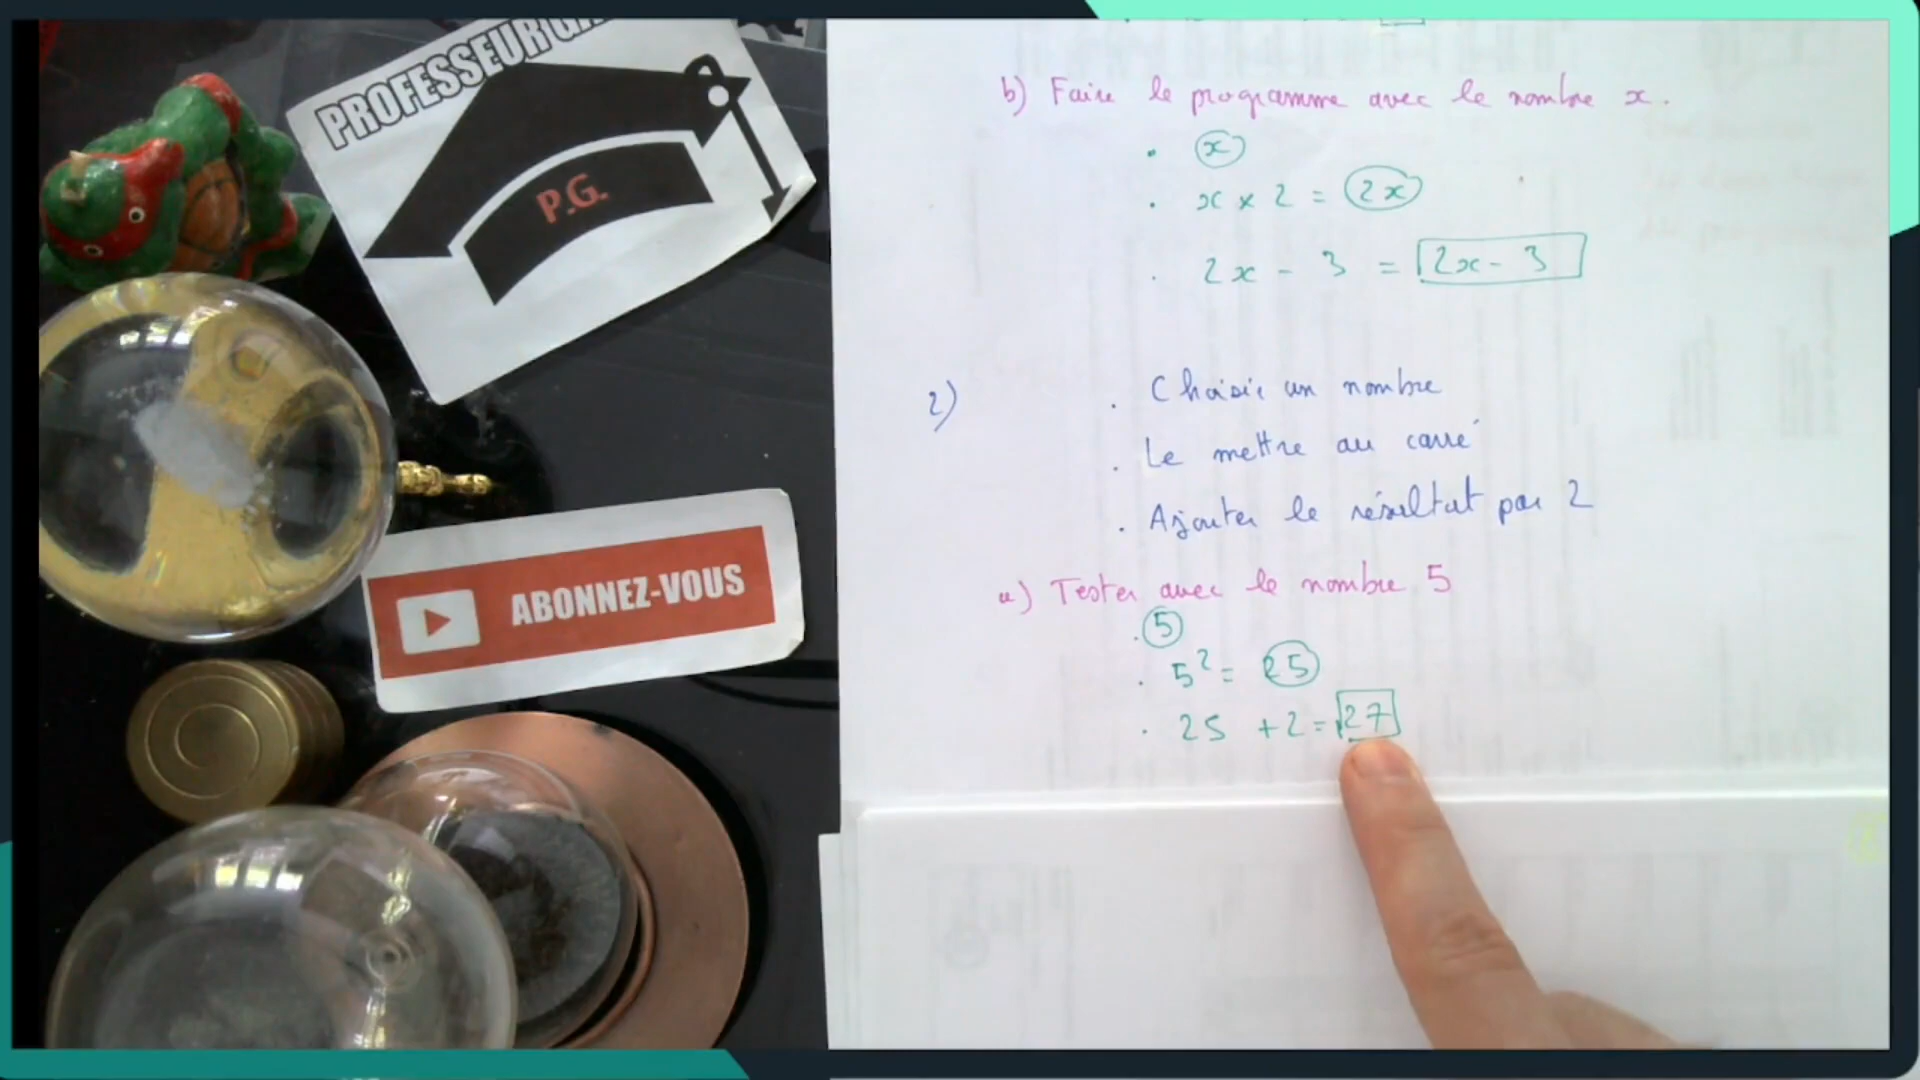 PROFESSEUR
P.G.
ABONNEZ-VOUS
b) Faire le programme avec le nombre x.
. x
. x × 2 = 2x
. 2x - 3 = 2x - 3
2)
. Choisir un nombre
. Le mettre au carré
. Ajouter le résultat par 2
a) Tester avec le nombre 5
. 5
. 5² = 25
. 25 + 2 = 27